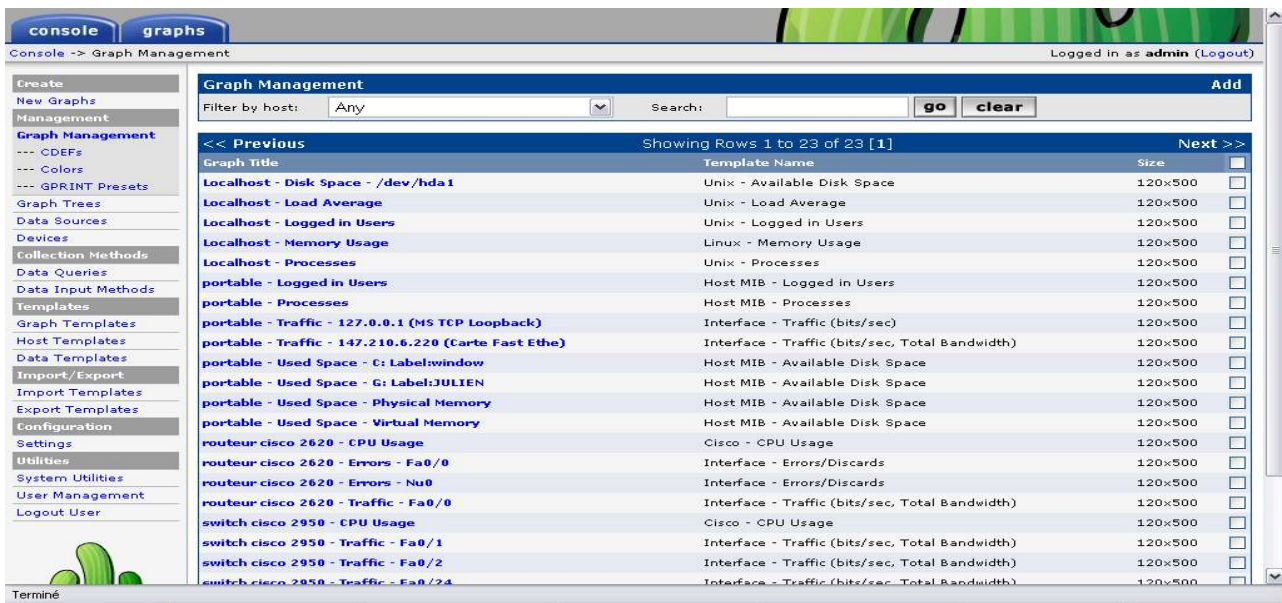 console graphs
Console -> Graph Management Logged in as admin (Logout)
Create
New Graphs
Management
Graph Management
--- CDEFs
--- Colors
--- GPRINT Presets
Graph Trees
Data Sources
Devices
Collection Methods
Data Queries
Data Input Methods
Templates
Graph Templates
Host Templates
Data Templates
Import/Export
Import Templates
Export Templates
Configuration
Settings
Utilities
System Utilities
User Management
Logout User
Graph Management Add
Filter by host: Any Search: go clear
<< Previous Showing Rows 1 to 23 of 23 [1] Next >>
Graph Title Template Name Size
Localhost - Disk Space - /dev/hda1 Unix - Available Disk Space 120x500
Localhost - Load Average Unix - Load Average 120x500
Localhost - Logged in Users Unix - Logged in Users 120x500
Localhost - Memory Usage Linux - Memory Usage 120x500
Localhost - Processes Unix - Processes 120x500
portable - Logged in Users Host MIB - Logged in Users 120x500
portable - Processes Host MIB - Processes 120x500
portable - Traffic - 127.0.0.1 (MS TCP Loopback) Interface - Traffic (bits/sec) 120x500
portable - Traffic - 147.210.6.220 (Carte Fast Ethe) Interface - Traffic (bits/sec, Total Bandwidth) 120x500
portable - Used Space - C: Label:window Host MIB - Available Disk Space 120x500
portable - Used Space - G: Label:JULIEN Host MIB - Available Disk Space 120x500
portable - Used Space - Physical Memory Host MIB - Available Disk Space 120x500
portable - Used Space - Virtual Memory Host MIB - Available Disk Space 120x500
routeur cisco 2620 - CPU Usage Cisco - CPU Usage 120x500
routeur cisco 2620 - Errors - Fa0/0 Interface - Errors/Discards 120x500
routeur cisco 2620 - Errors - Nu0 Interface - Errors/Discards 120x500
routeur cisco 2620 - Traffic - Fa0/0 Interface - Traffic (bits/sec, Total Bandwidth) 120x500
switch cisco 2950 - CPU Usage Cisco - CPU Usage 120x500
switch cisco 2950 - Traffic - Fa0/1 Interface - Traffic (bits/sec, Total Bandwidth) 120x500
switch cisco 2950 - Traffic - Fa0/2 Interface - Traffic (bits/sec, Total Bandwidth) 120x500
switch cisco 2950 - Traffic - Fa0/24 Interface - Traffic (bits/sec, Total Bandwidth) 120x500
Terminé